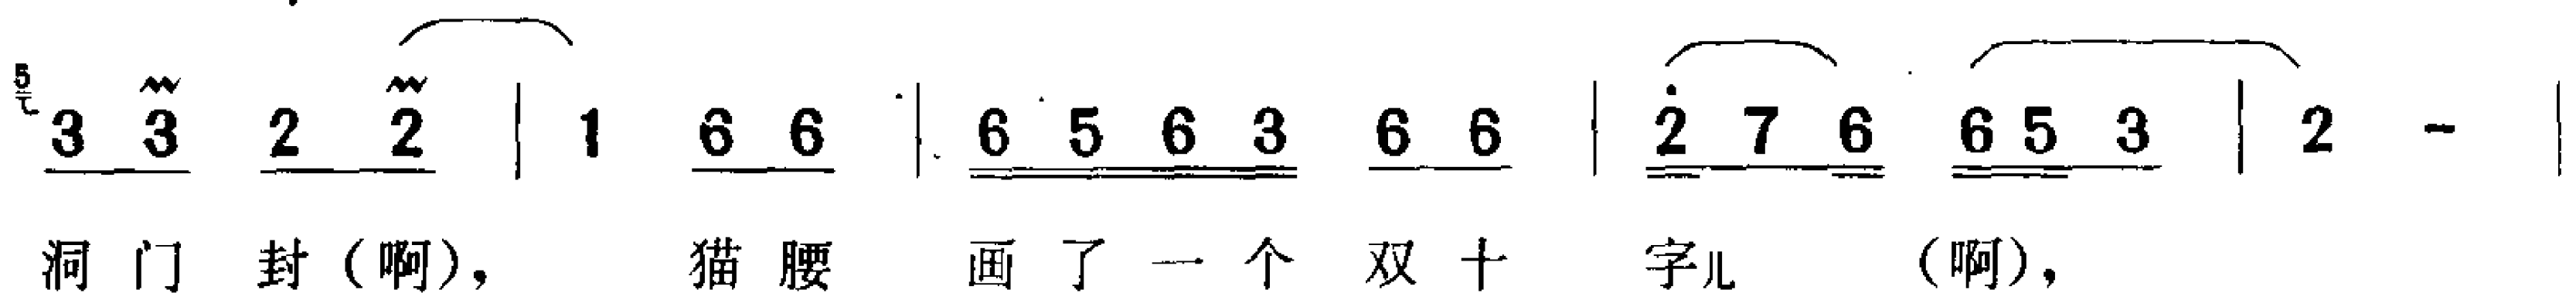 5 3 3 2 2 | 1 6 6 | 6 5 6 3 6 6 | 2 7 6 6 5 3 | 2 - |
洞门封(啊)，猫腰画了一个双十字儿(啊)，